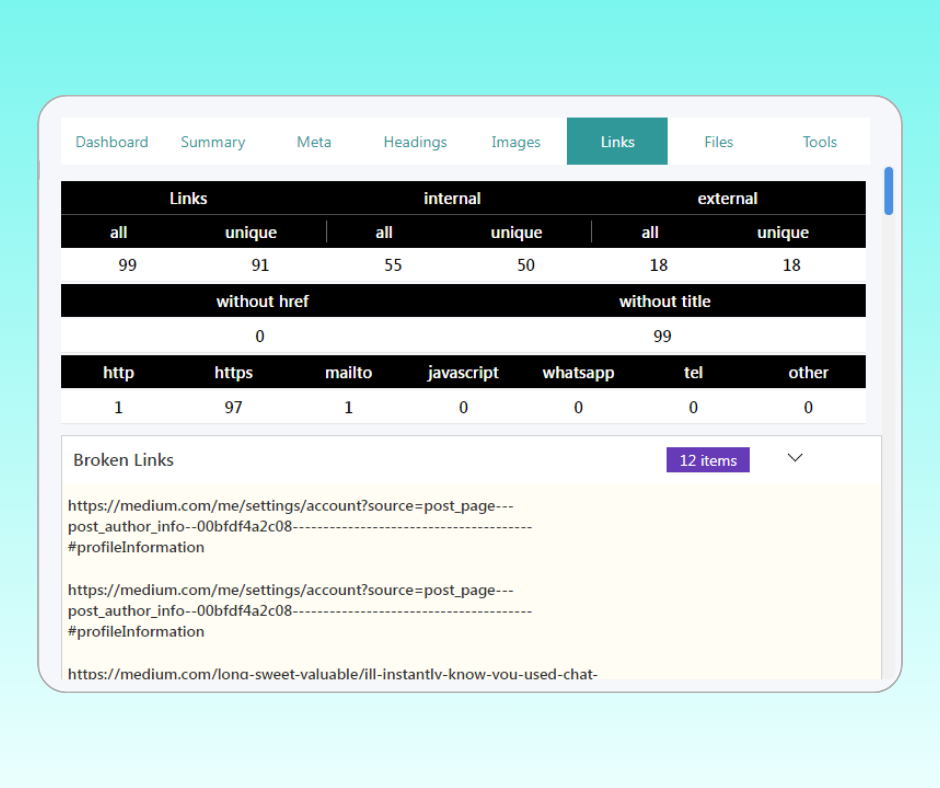 Dashboard Summary Meta Headings Images Links Files Tools
Links internal external
all unique all unique all unique
99 91 55 50 18 18
without href without title
0 99
http https mailto javascript whatsapp tel other
1 97 1 0 0 0 0
Broken Links 12 items
https://medium.com/me/settings/account?source=post_page---
post_author_info--00bfdf4a2c08---------------------------------------
#profileInformation
https://medium.com/me/settings/account?source=post_page---
post_author_info--00bfdf4a2c08---------------------------------------
#profileInformation
https://medium.com/long-sweet-valuable/ill-instantly-know-you-used-chat-